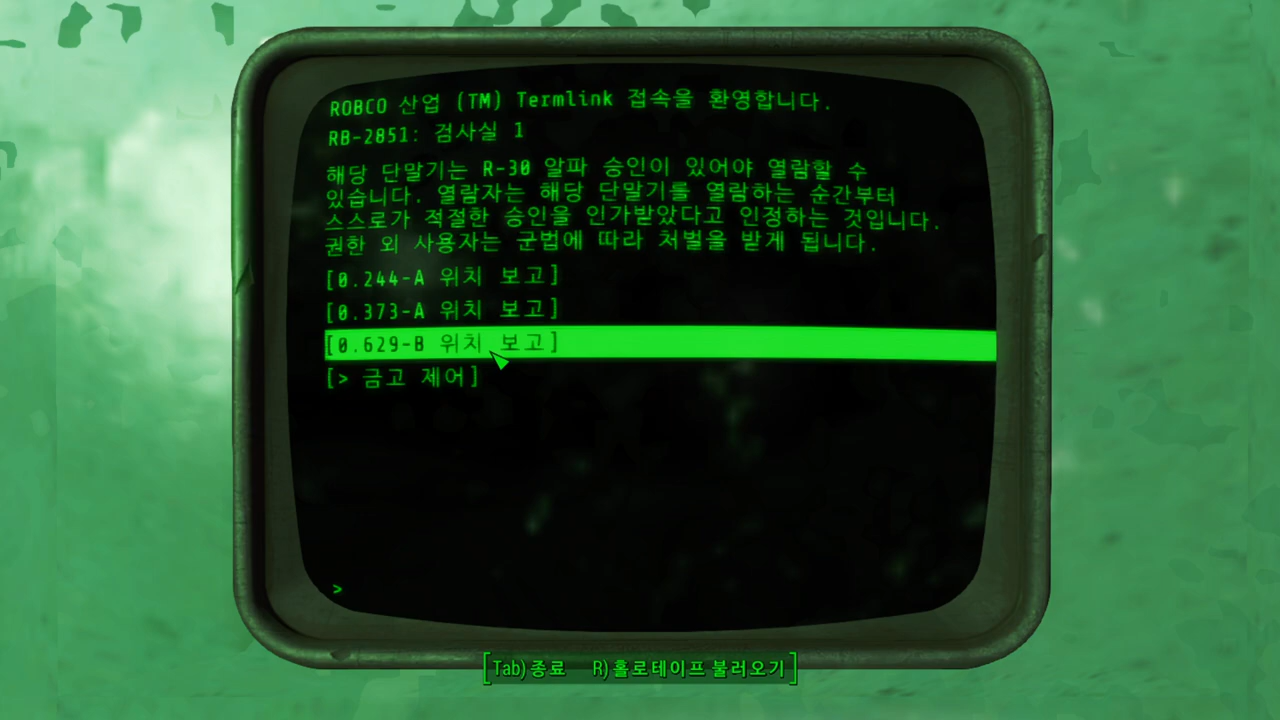 ROBCO 산업 (TM) Termlink 접속을 환영합니다.
RB-2851: 검사실 1
해당 단말기는 R-30 알파 승인이 있어야 열람할 수
있습니다. 열람자는 해당 단말기를 열람하는 순간부터
스스로가 적절한 승인을 인가받았다고 인정하는 것입니다.
권한 외 사용자는 군법에 따라 처벌을 받게 됩니다.
[0.244-A 위치 보고]
[0.373-A 위치 보고]
[0.629-B 위치 보고]
[> 금고 제어]
>
[Tab)종료 R)홀로테이프 불러오기]